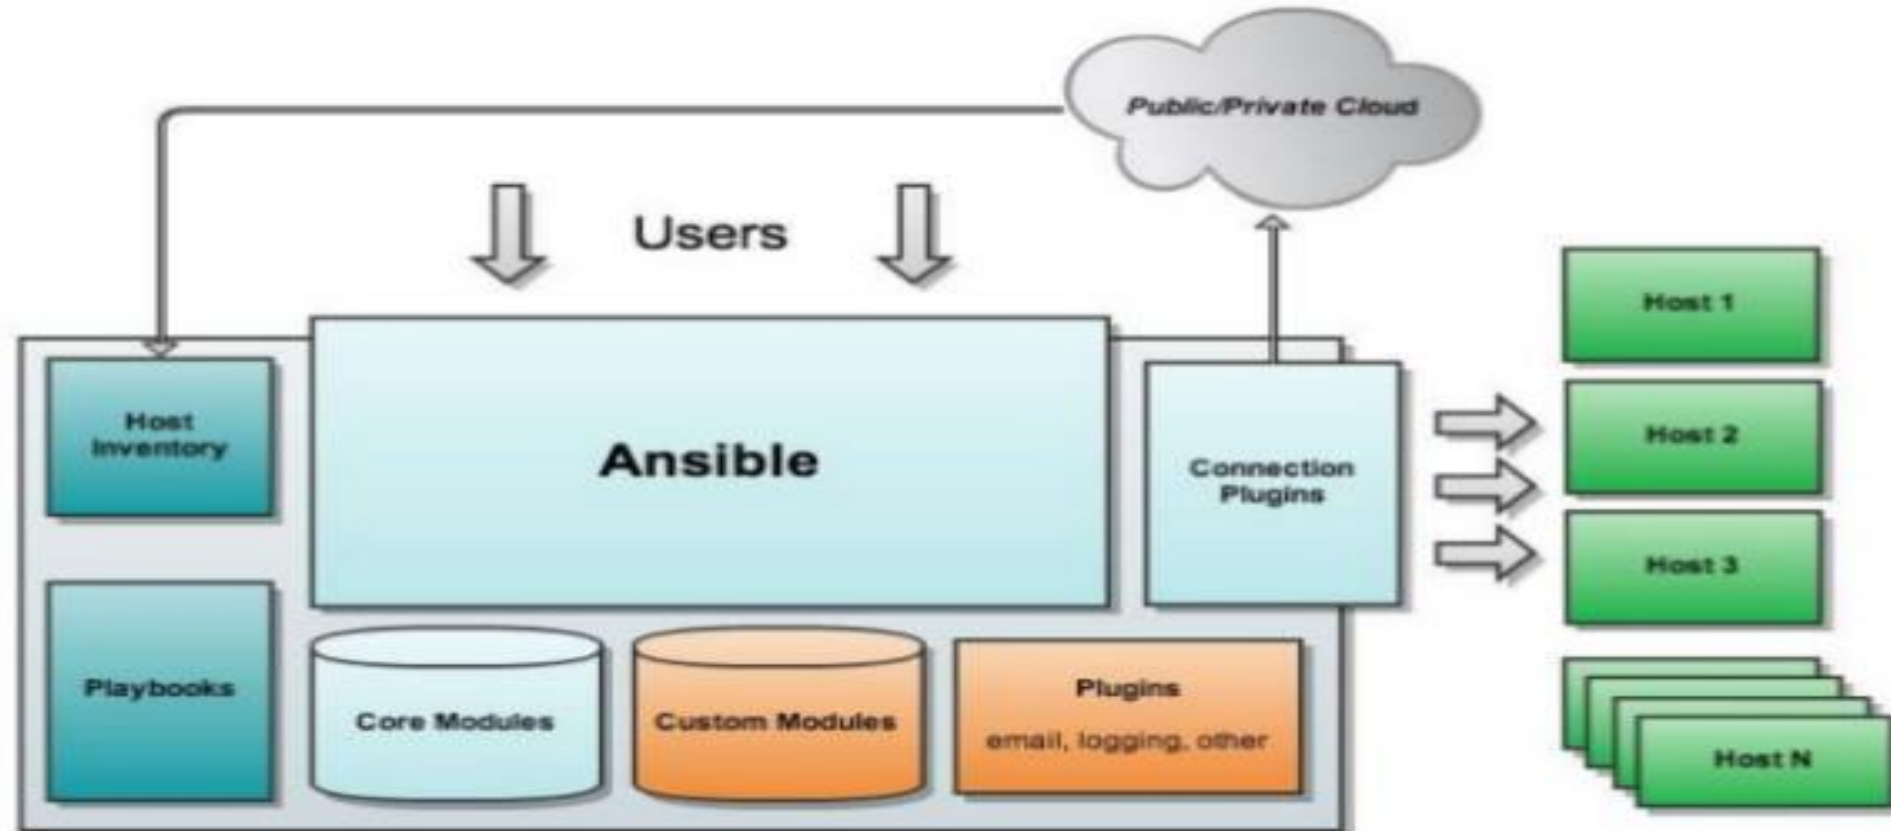 Public/Private Cloud
Users
Host
Inventory
Ansible
Connection
Plugins
Host 1
Host 2
Host 3
Host N
Playbooks
Core Modules
Custom Modules
Plugins
email, logging, other